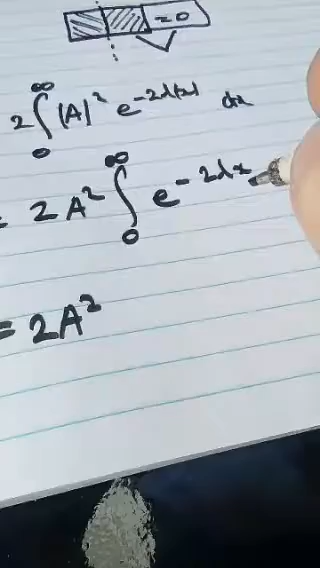 = 0
2 ∫₀^∞ |A|² e^{-2λ|x|} dx
= 2A² ∫₀^∞ e^{-2λx}
= 2A²